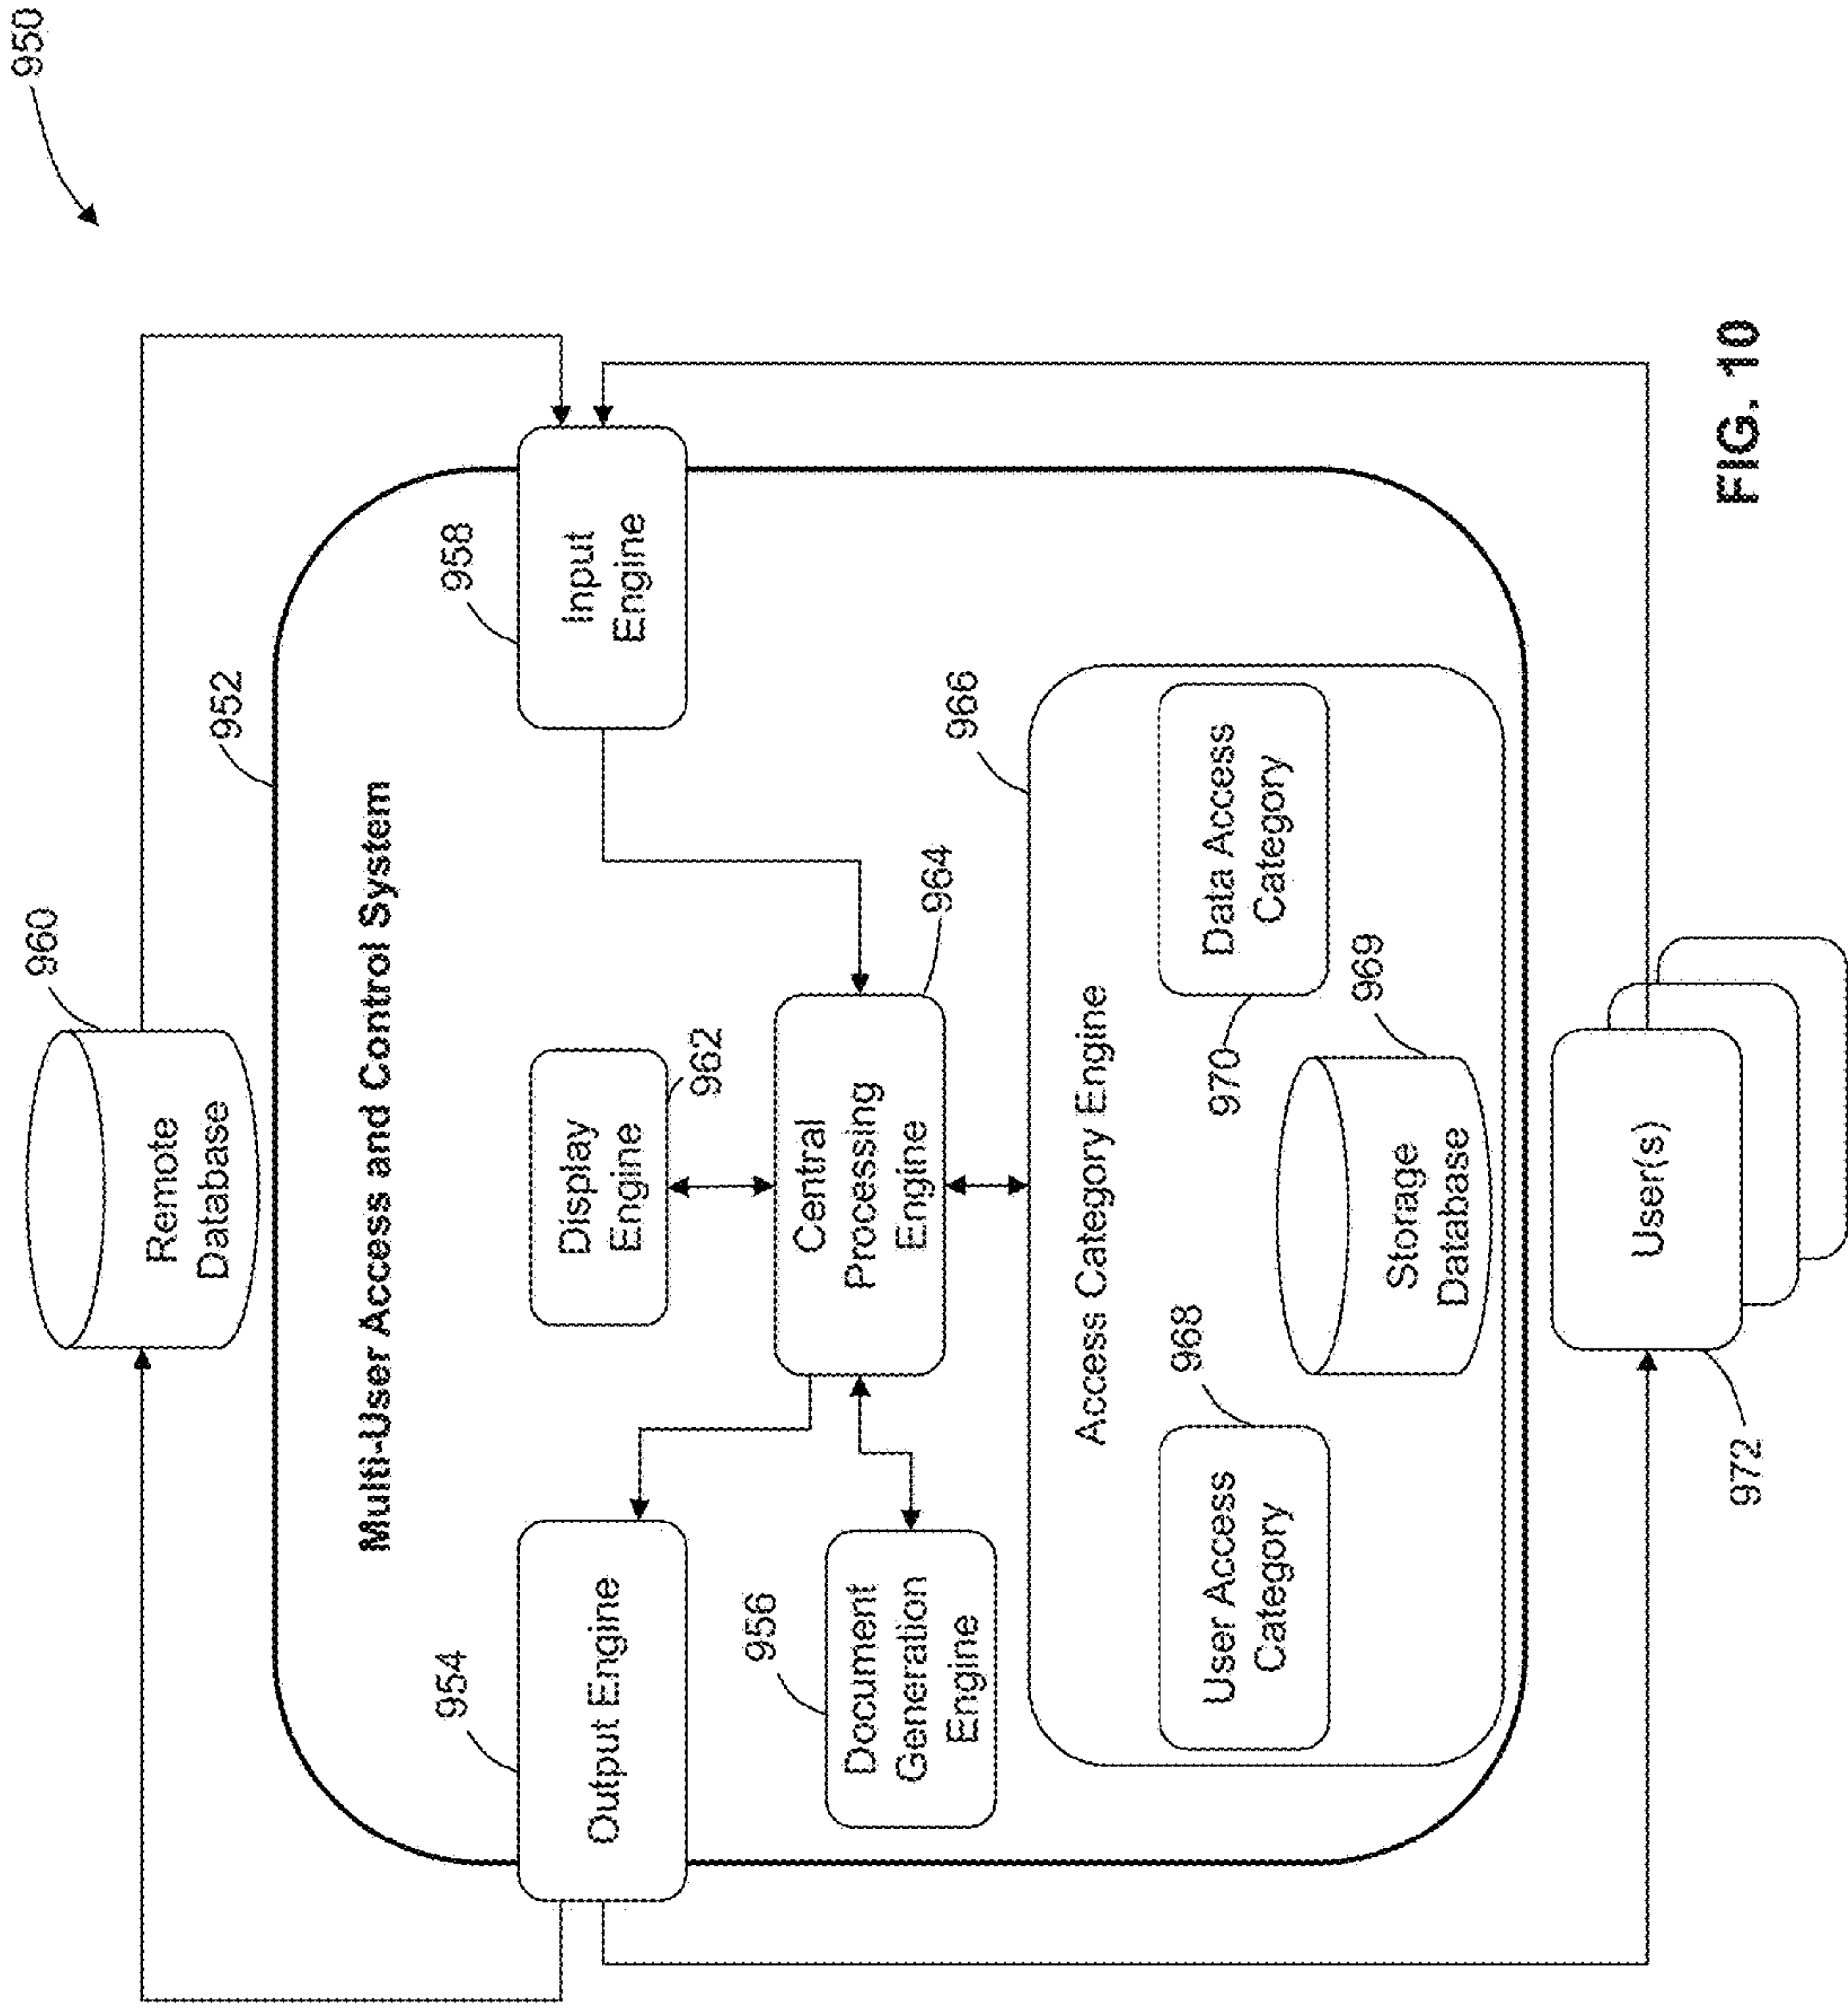 950
960
Remote
Database
952
Multi-User Access and Control System
954
Output Engine
958
Input
Engine
Display
Engine
962
956
Document
Generation
Engine
Central
Processing
Engine
964
966
Access Category Engine
User Access
Category
968
970
Data Access
Category
Storage
Database
969
User(s)
972
FIG. 10